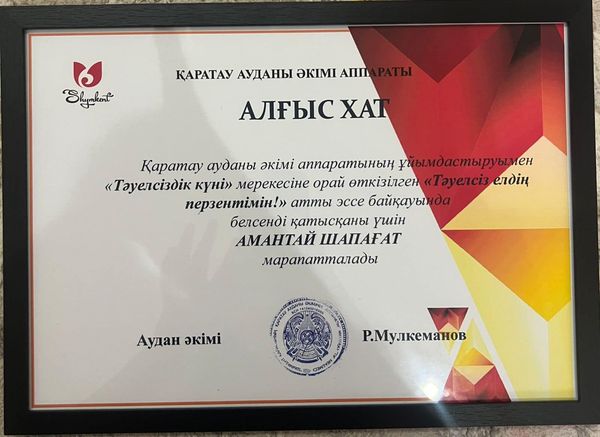 Shymkent
ҚАРАТАУ АУДАНЫ ӘКІМІ АППАРАТЫ
АЛҒЫС ХАТ
Қаратау ауданы әкімі аппаратының ұйымдастыруымен
«Тәуелсіздік күні» мерекесіне орай өткізілген «Тәуелсіз елдің
перзентімін!» атты эссе байқауында
белсенді қатысқаны үшін
АМАНТАЙ ШАПАҒАТ
марапатталады
Аудан әкімі
Р.Мулкеманов